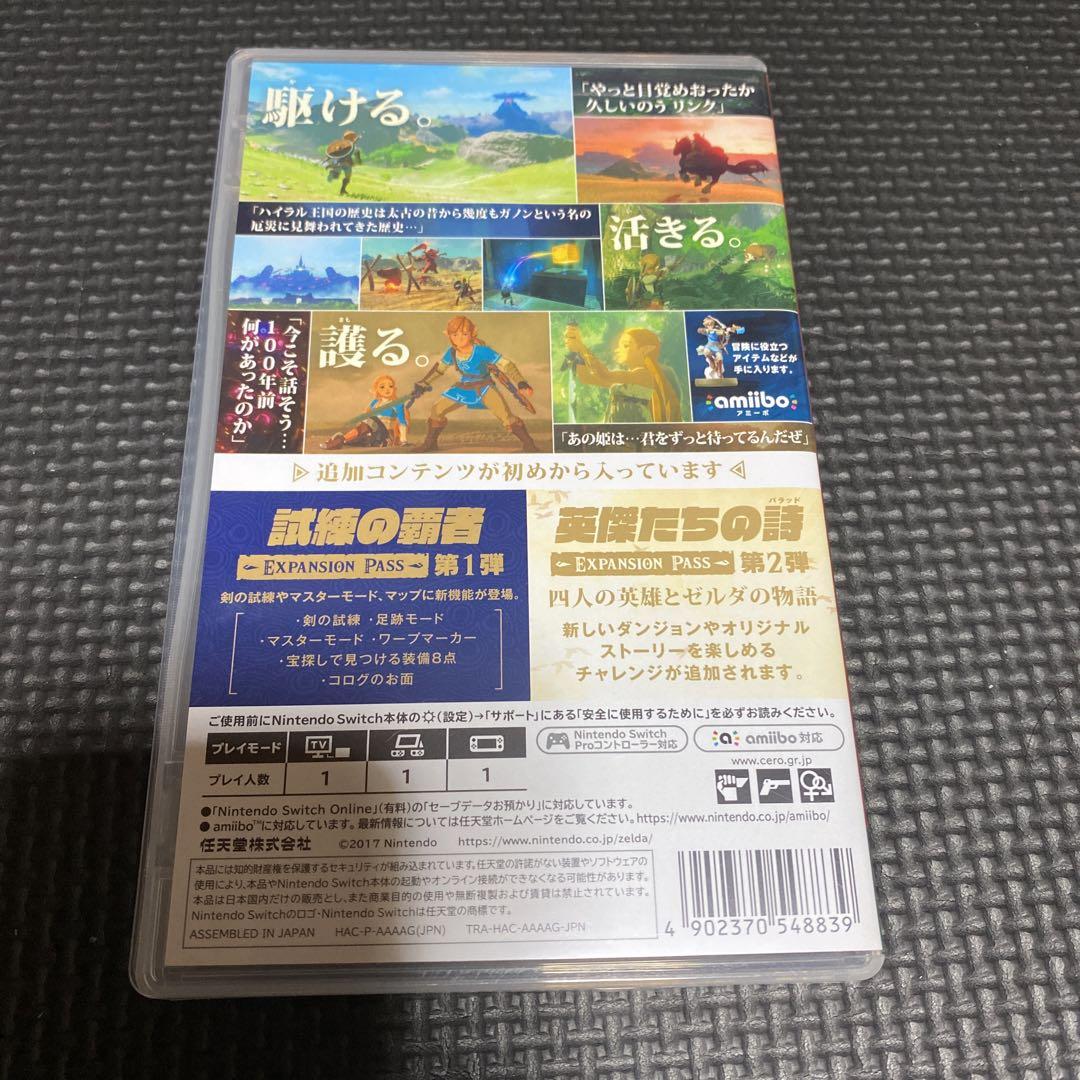 駆ける。
「やっと目覚めおったか
久しいのう リンク」
「ハイラル王国の歴史は太古の昔から幾度もガノンという名の
厄災に見舞われてきた歴史…」
活きる。
「今こそ話そう…
100年前
何があったのか」
まも
護る。
冒険に役立つ
アイテムなどが
手に入ります。
amiibo
アミーボ
「あの姫は…君をずっと待ってるんだぜ」
追加コンテンツが初めから入っています
試練の覇者
EXPANSION PASS 第1弾
剣の試練やマスターモード、マップに新機能が登場。
・剣の試練 ・足跡モード
・マスターモード ・ワープマーカー
・宝探しで見つける装備8点
・コログのお面
バラッド
英傑たちの詩
EXPANSION PASS 第2弾
四人の英雄とゼルダの物語
新しいダンジョンやオリジナル
ストーリーを楽しめる
チャレンジが追加されます。
ご使用前にNintendo Switch本体の(設定)→「サポート」にある「安全に使用するために」を必ずお読みください。
プレイモード TV
プレイ人数 1 1 1
Nintendo Switch
Proコントローラー対応
amiibo 対応
www.cero.gr.jp
●「Nintendo Switch Online」(有料)の「セーブデータお預かり」に対応しています。
● amiibo™に対応しています。最新情報については任天堂ホームページをご覧ください。https://www.nintendo.co.jp/amiibo/
任天堂株式会社 ©2017 Nintendo https://www.nintendo.co.jp/zelda/
本品には知的財産権を保護するセキュリティが組み込まれています。任天堂の許諾がない装置やソフトウェアの
使用により、本品やNintendo Switch本体の起動やオンライン接続ができなくなる可能性があります。
本品は日本国内だけの販売とし、また商業目的の使用や無断複製および賃貸は禁止されています。
Nintendo Switchのロゴ・Nintendo Switchは任天堂の商標です。
ASSEMBLED IN JAPAN HAC-P-AAAAG(JPN) TRA-HAC-AAAAG-JPN
4 902370 548839